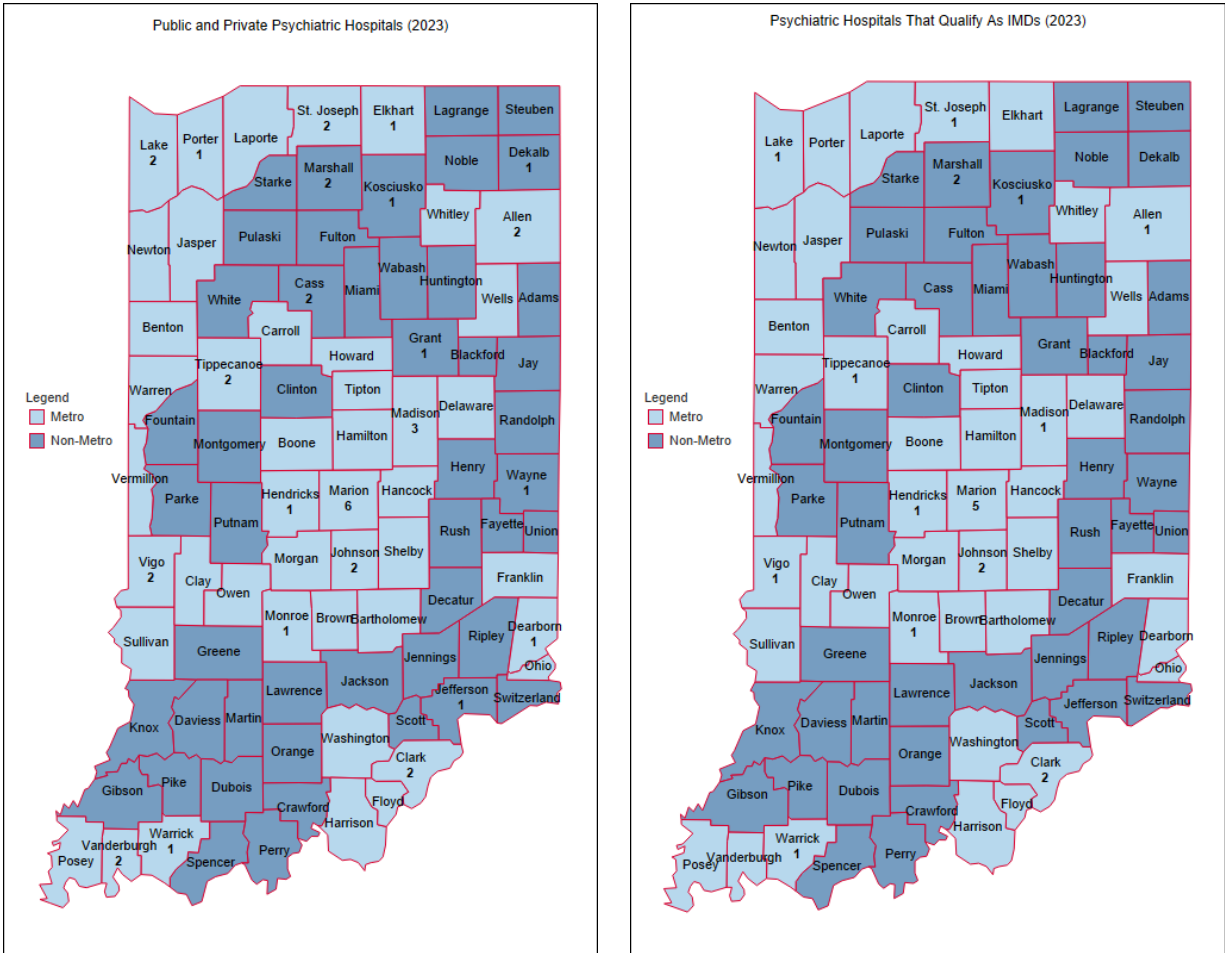 Public and Private Psychiatric Hospitals (2023)
St. Joseph
2
Elkhart
1
Lagrange
Steuben
Lake
2
Porter
1
Laporte
Noble
Dekalb
1
Starke
Marshall
2
Kosciusko
1
Whitley
Allen
2
Newton
Jasper
Pulaski
Fulton
Wabash
Huntington
White
Cass
2
Miami
Wells
Adams
Benton
Carroll
Tippecanoe
2
Howard
Grant
1
Blackford
Jay
Warren
Clinton
Tipton
Madison
3
Delaware
Legend
Metro
Non-Metro
Fountain
Montgomery
Boone
Hamilton
Randolph
Vermillion
Parke
Putnam
Hendricks
1
Marion
6
Hancock
Henry
Wayne
1
Rush
Fayette
Union
Vigo
2
Clay
Owen
Morgan
Johnson
2
Shelby
Franklin
Decatur
Sullivan
Greene
Monroe
1
Brown
Bartholomew
Ripley
Dearborn
1
Ohio
Jennings
Lawrence
Jackson
Jefferson
1
Switzerland
Knox
Daviess
Martin
Scott
Orange
Washington
Clark
2
Gibson
Pike
Dubois
Crawford
Floyd
Harrison
Posey
Vanderburgh
2
Warrick
1
Spencer
Perry
Psychiatric Hospitals That Qualify As IMDs (2023)
St. Joseph
1
Elkhart
Lagrange
Steuben
Lake
1
Porter
Laporte
Noble
Dekalb
Starke
Marshall
2
Kosciusko
1
Whitley
Allen
1
Newton
Jasper
Pulaski
Fulton
Wabash
Huntington
White
Cass
Miami
Wells
Adams
Benton
Carroll
Tippecanoe
1
Howard
Grant
Blackford
Jay
Warren
Clinton
Tipton
Madison
1
Delaware
Legend
Metro
Non-Metro
Fountain
Montgomery
Boone
Hamilton
Randolph
Vermillion
Parke
Putnam
Hendricks
1
Marion
5
Hancock
Henry
Wayne
Rush
Fayette
Union
Vigo
1
Clay
Owen
Morgan
Johnson
2
Shelby
Franklin
Decatur
Sullivan
Greene
Monroe
1
Brown
Bartholomew
Ripley
Dearborn
Ohio
Jennings
Lawrence
Jackson
Jefferson
Switzerland
Knox
Daviess
Martin
Scott
Orange
Washington
Clark
2
Gibson
Pike
Dubois
Crawford
Floyd
Harrison
Posey
Vanderburgh
Warrick
1
Spencer
Perry